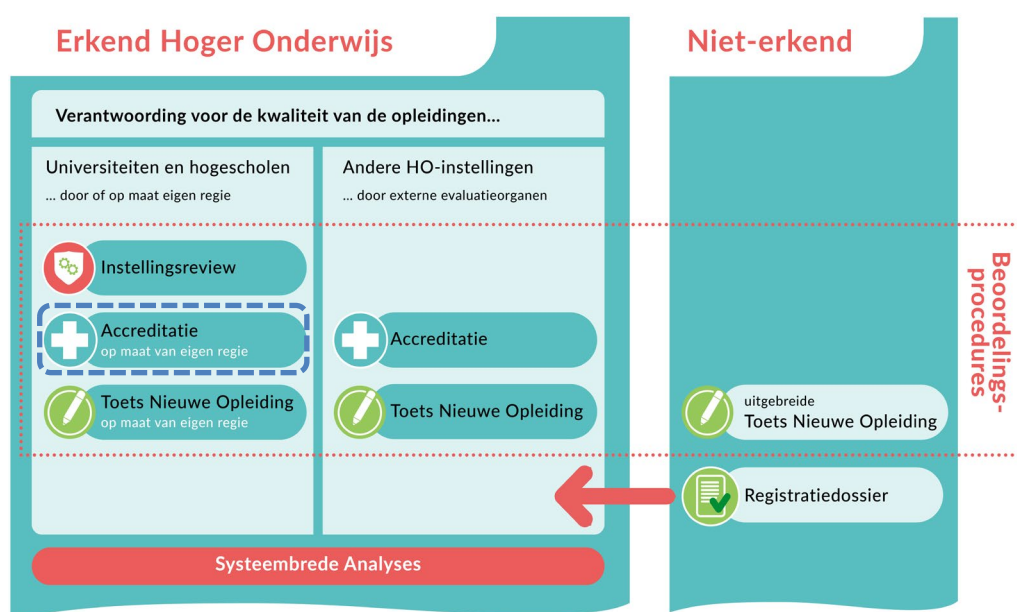 Erkend Hoger Onderwijs
Niet-erkend
Verantwoording voor de kwaliteit van de opleidingen...
Universiteiten en hogescholen
... door of op maat eigen regie
Andere HO-instellingen
... door externe evaluatieorganen
Instellingsreview
Accreditatie
op maat van eigen regie
Accreditatie
Toets Nieuwe Opleiding
op maat van eigen regie
Toets Nieuwe Opleiding
uitgebreide
Toets Nieuwe Opleiding
Registratiedossier
Beoordelings-
procedures
Systeembrede Analyses